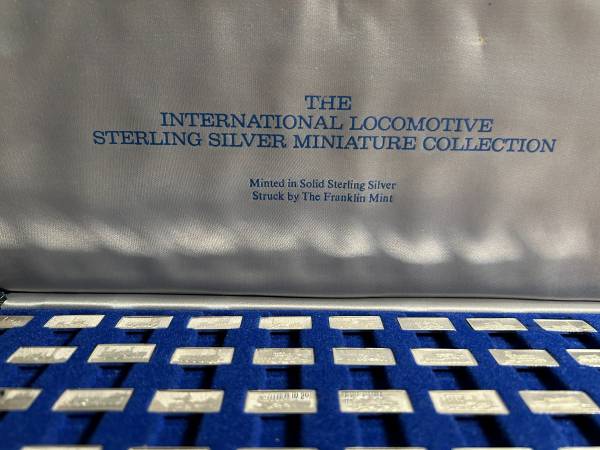 THE
INTERNATIONAL LOCOMOTIVE
STERLING SILVER MINIATURE COLLECTION
Minted in Solid Sterling Silver
Struck by The Franklin Mint